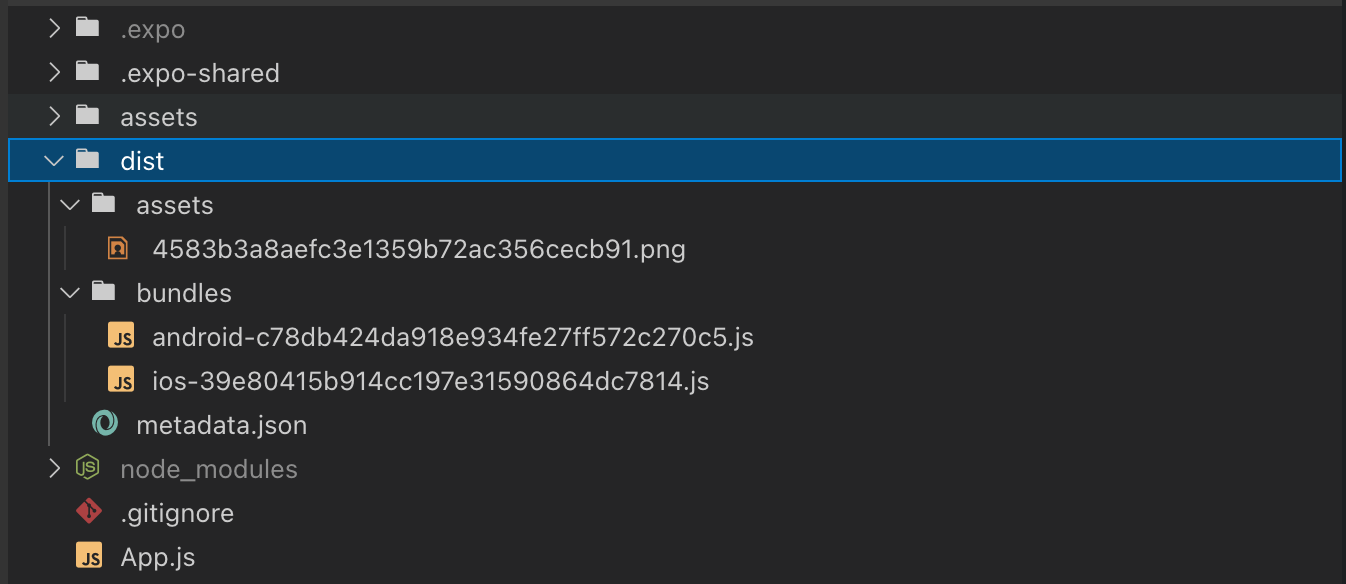 .expo
.expo-shared
assets
dist
assets
4583b3a8aefc3e1359b72ac356cecb91.png
bundles
JS android-c78db424da918e934fe27ff572c270c5.js
JS ios-39e80415b914cc197e31590864dc7814.js
metadata.json
JS node_modules
.gitignore
JS App.js